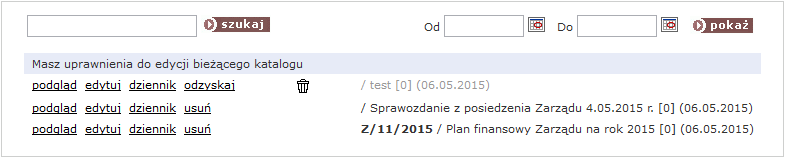 szukaj Od Do pokaż
Masz uprawnienia do edycji bieżącego katalogu
podgląd edytuj dziennik odzyskaj / test [0] (06.05.2015)
podgląd edytuj dziennik usuń / Sprawozdanie z posiedzenia Zarządu 4.05.2015 r. [0] (06.05.2015)
podgląd edytuj dziennik usuń Z/11/2015 / Plan finansowy Zarządu na rok 2015 [0] (06.05.2015)